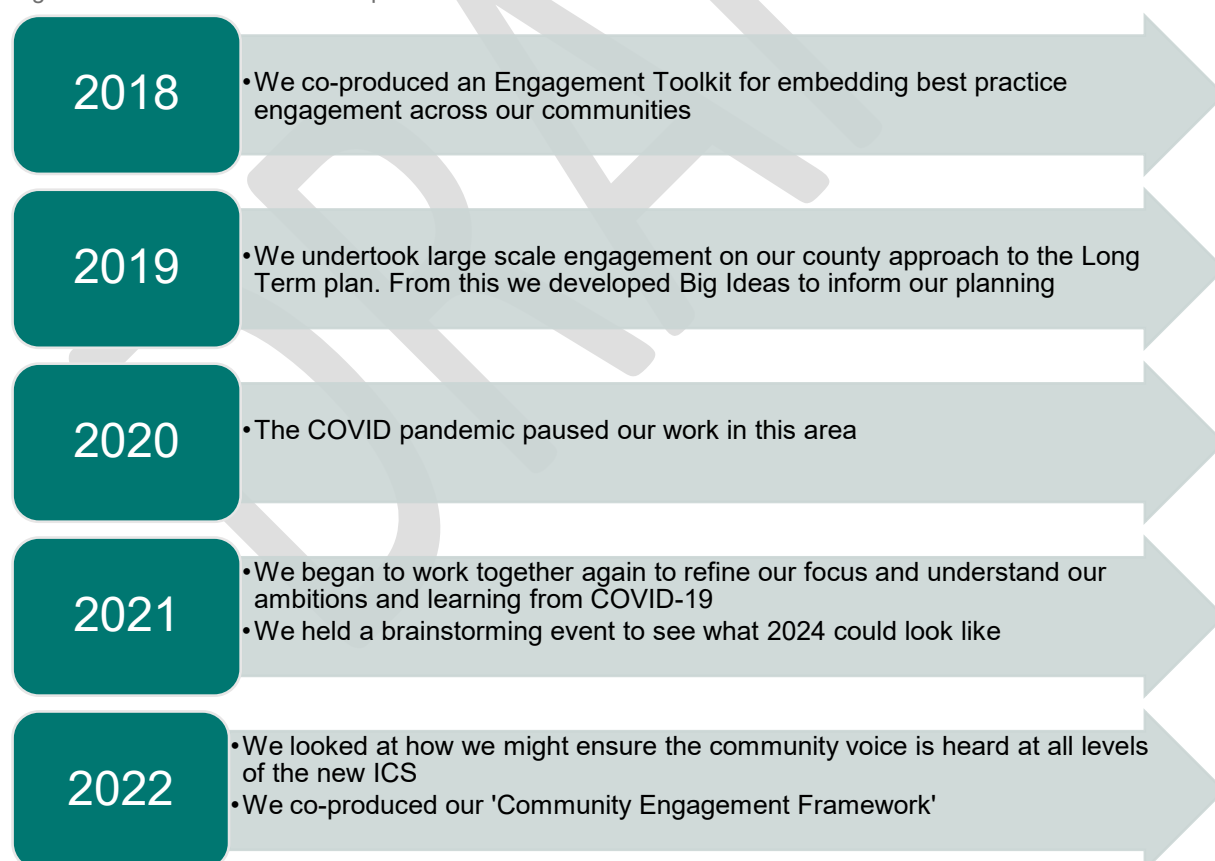 2018
•We co-produced an Engagement Toolkit for embedding best practice
engagement across our communities
2019
•We undertook large scale engagement on our county approach to the Long
Term plan. From this we developed Big Ideas to inform our planning
2020
•The COVID pandemic paused our work in this area
2021
•We began to work together again to refine our focus and understand our
ambitions and learning from COVID-19
•We held a brainstorming event to see what 2024 could look like
2022
•We looked at how we might ensure the community voice is heard at all levels
of the new ICS
•We co-produced our 'Community Engagement Framework'